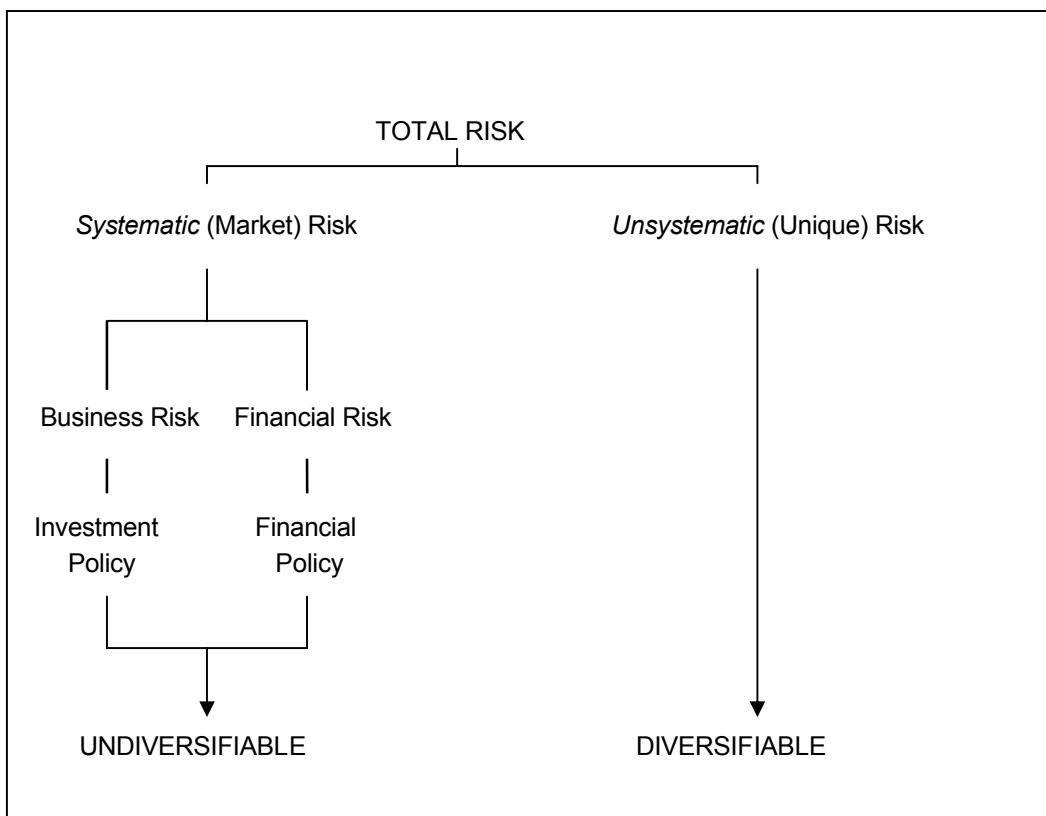 TOTAL RISK
Systematic (Market) Risk
Unsystematic (Unique) Risk
Business Risk
Financial Risk
Investment
Policy
Financial
Policy
UNDIVERSIFIABLE
DIVERSIFIABLE